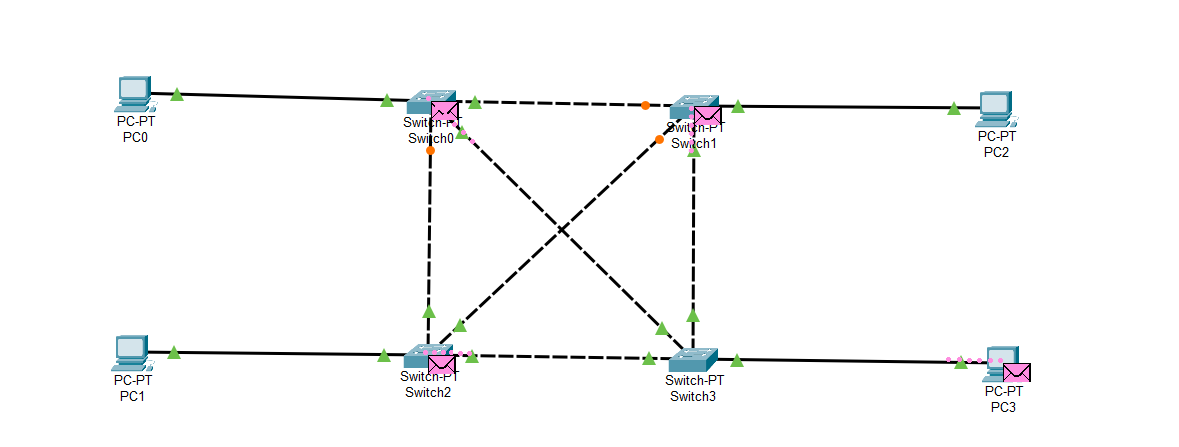 PC-PT
PC0
Switch-PT
Switch0
Switch-PT
Switch1
PC-PT
PC2
PC-PT
PC1
Switch-PT
Switch2
Switch-PT
Switch3
PC-PT
PC3